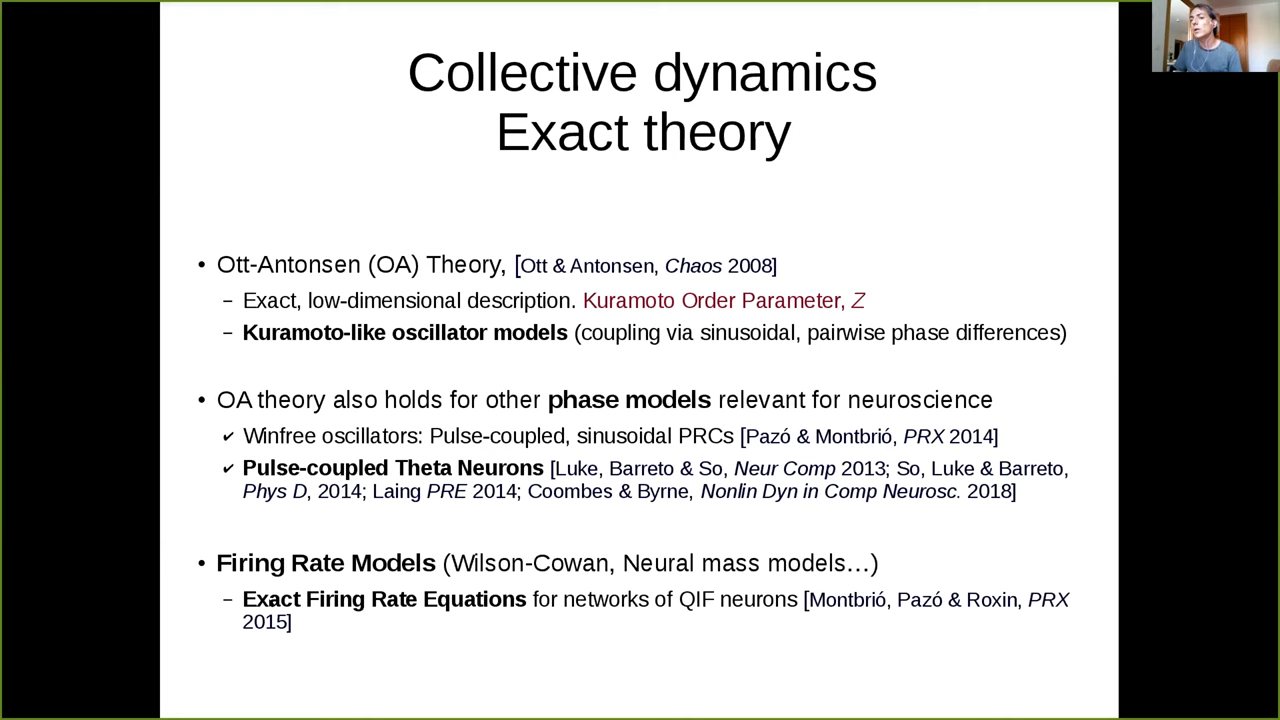 Collective dynamics
Exact theory
• Ott-Antonsen (OA) Theory, [Ott & Antonsen, Chaos 2008]
– Exact, low-dimensional description. Kuramoto Order Parameter, Z
– Kuramoto-like oscillator models (coupling via sinusoidal, pairwise phase differences)
• OA theory also holds for other phase models relevant for neuroscience
✔ Winfree oscillators: Pulse-coupled, sinusoidal PRCs [Pazó & Montbrió, PRX 2014]
✔ Pulse-coupled Theta Neurons [Luke, Barreto & So, Neur Comp 2013; So, Luke & Barreto,
Phys D, 2014; Laing PRE 2014; Coombes & Byrne, Nonlin Dyn in Comp Neurosc. 2018]
• Firing Rate Models (Wilson-Cowan, Neural mass models…)
– Exact Firing Rate Equations for networks of QIF neurons [Montbrió, Pazó & Roxin, PRX
2015]